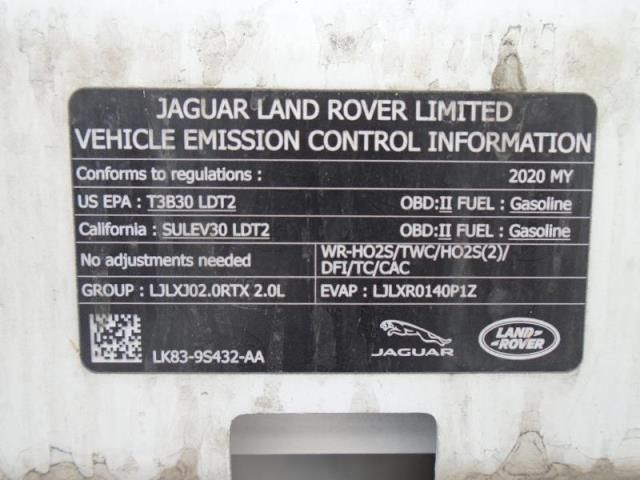 JAGUAR LAND ROVER LIMITED
VEHICLE EMISSION CONTROL INFORMATION
Conforms to regulations : 2020 MY
US EPA : T3B30 LDT2 OBD:II FUEL: Gasoline
California : SULEV30 LDT2 OBD:II FUEL: Gasoline
No adjustments needed
WR-HO2S/TWC/HO2S(2)/
DFI/TC/CAC
GROUP : LJLXJ02.0RTX 2.0L EVAP : LJLXR0140P1Z
LK83-9S432-AA
JAGUAR
LAND-
-ROVER